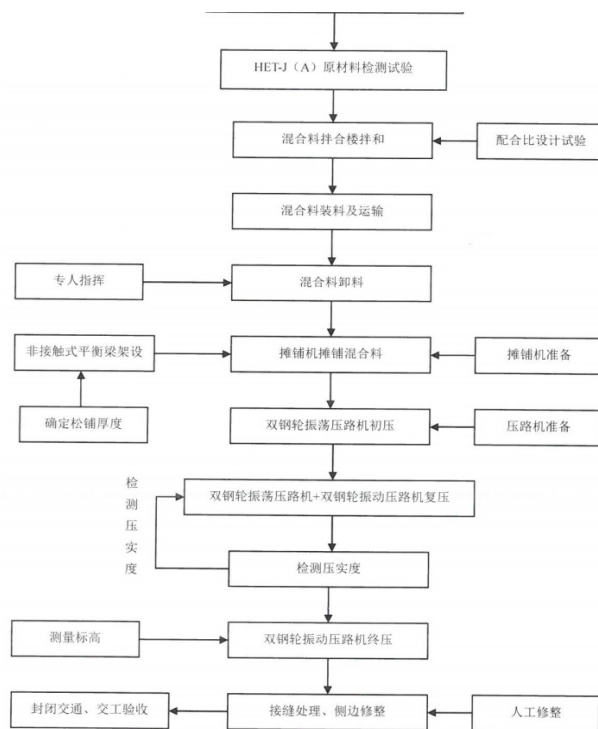 HET-J（A）原材料检测试验
混合料拌合楼拌和
配合比设计试验
混合料装料及运输
专人指挥
混合料卸料
非接触式平衡梁架设
摊铺机摊铺混合料
摊铺机准备
确定松铺厚度
双钢轮振荡压路机初压
压路机准备
检测压实度
双钢轮振荡压路机+双钢轮振动压路机复压
检测压实度
测量标高
双钢轮振动压路机终压
封闭交通、交工验收
接缝处理、侧边修整
人工修整